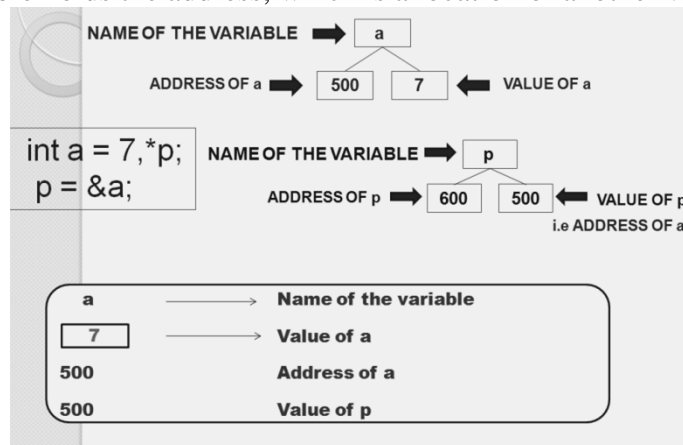 NAME OF THE VARIABLE a
ADDRESS OF a 500 7 VALUE OF a
int a = 7,*p;
p = &a;
NAME OF THE VARIABLE p
ADDRESS OF p 600 500 VALUE OF p
i.e ADDRESS OF a
a Name of the variable
7 Value of a
500 Address of a
500 Value of p